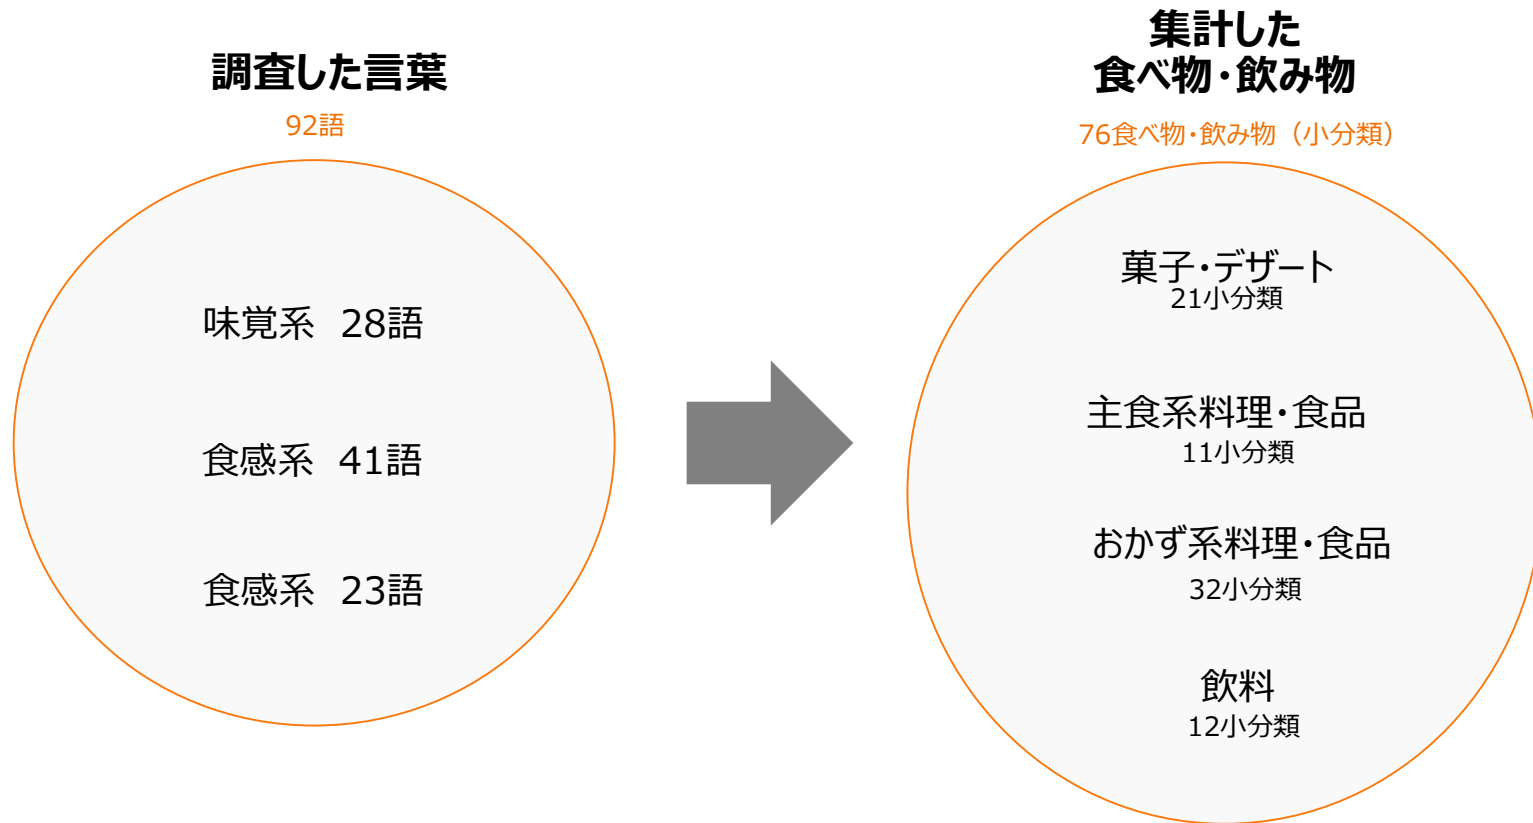 調査した言葉
92語
味覚系 28語
食感系 41語
食感系 23語
集計した
食べ物・飲み物
76食べ物・飲み物（小分類）
菓子・デザート
21小分類
主食系料理・食品
11小分類
おかず系料理・食品
32小分類
飲料
12小分類